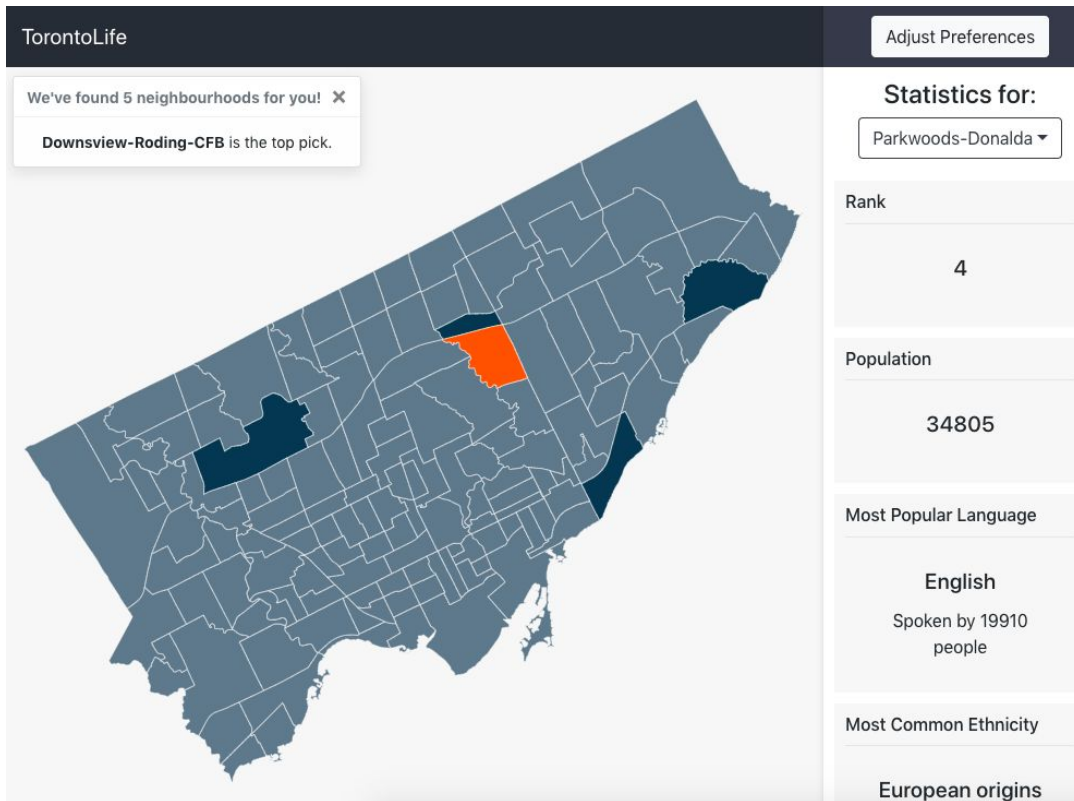 TorontoLife
Adjust Preferences
We've found 5 neighbourhoods for you! ×
Downsview-Roding-CFB is the top pick.
Statistics for:
Parkwoods-Donalda
Rank
4
Population
34805
Most Popular Language
English
Spoken by 19910
people
Most Common Ethnicity
European origins